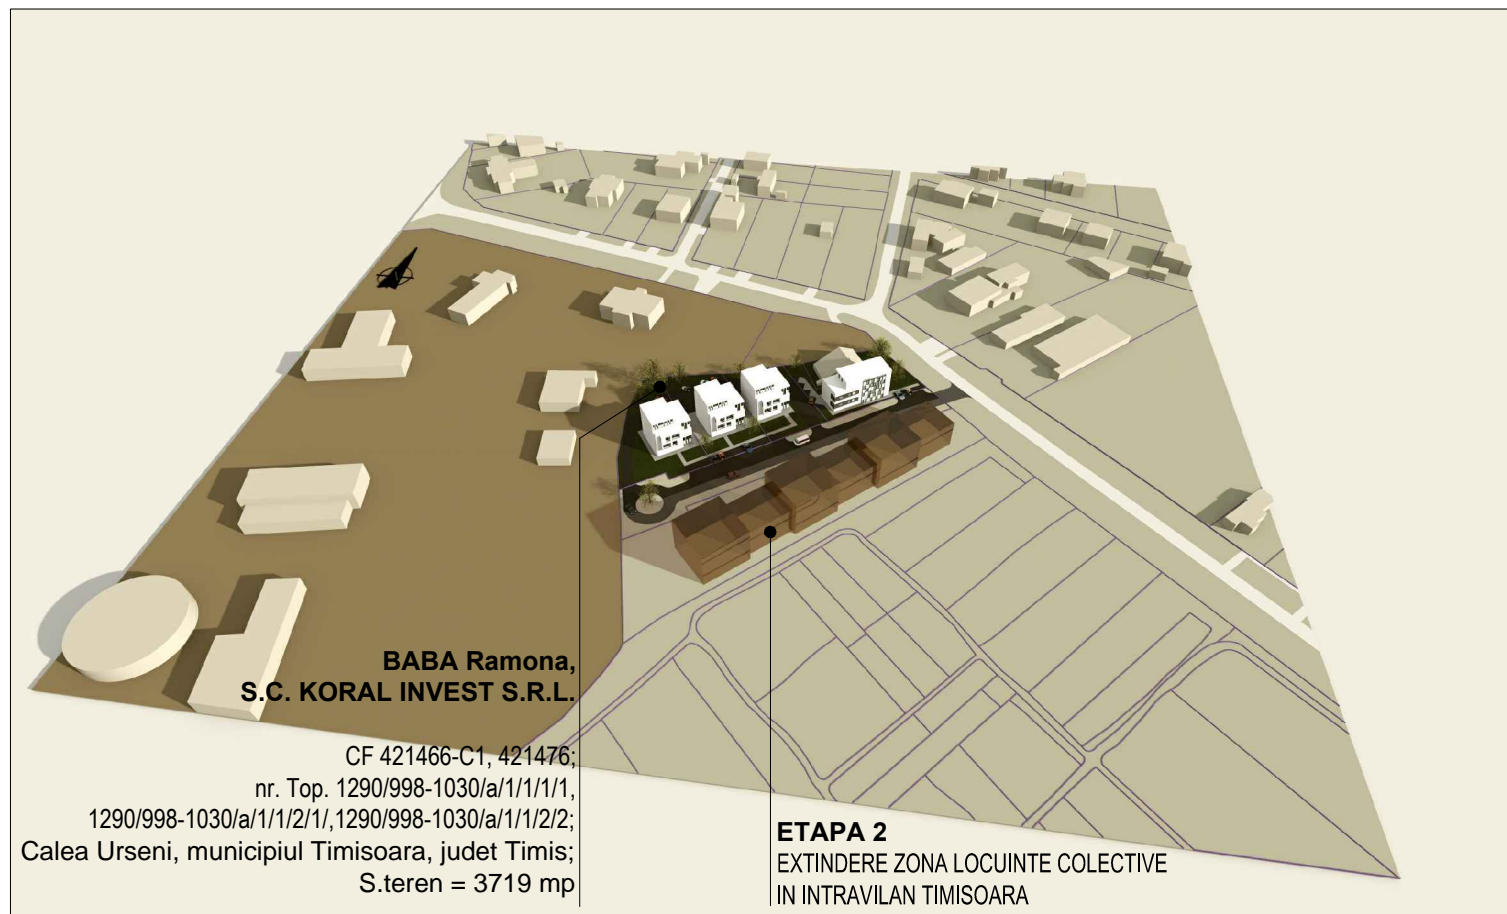 BABA Ramona,
S.C. KORAL INVEST S.R.L.
CF 421466-C1, 421476;
nr. Top. 1290/998-1030/a/1/1/1/1,
1290/998-1030/a/1/1/2/1/,1290/998-1030/a/1/1/2/2;
Calea Urseni, municipiul Timisoara, judet Timis;
S.teren = 3719 mp
ETAPA 2
EXTINDERE ZONA LOCUINTE COLECTIVE
IN INTRAVILAN TIMISOARA